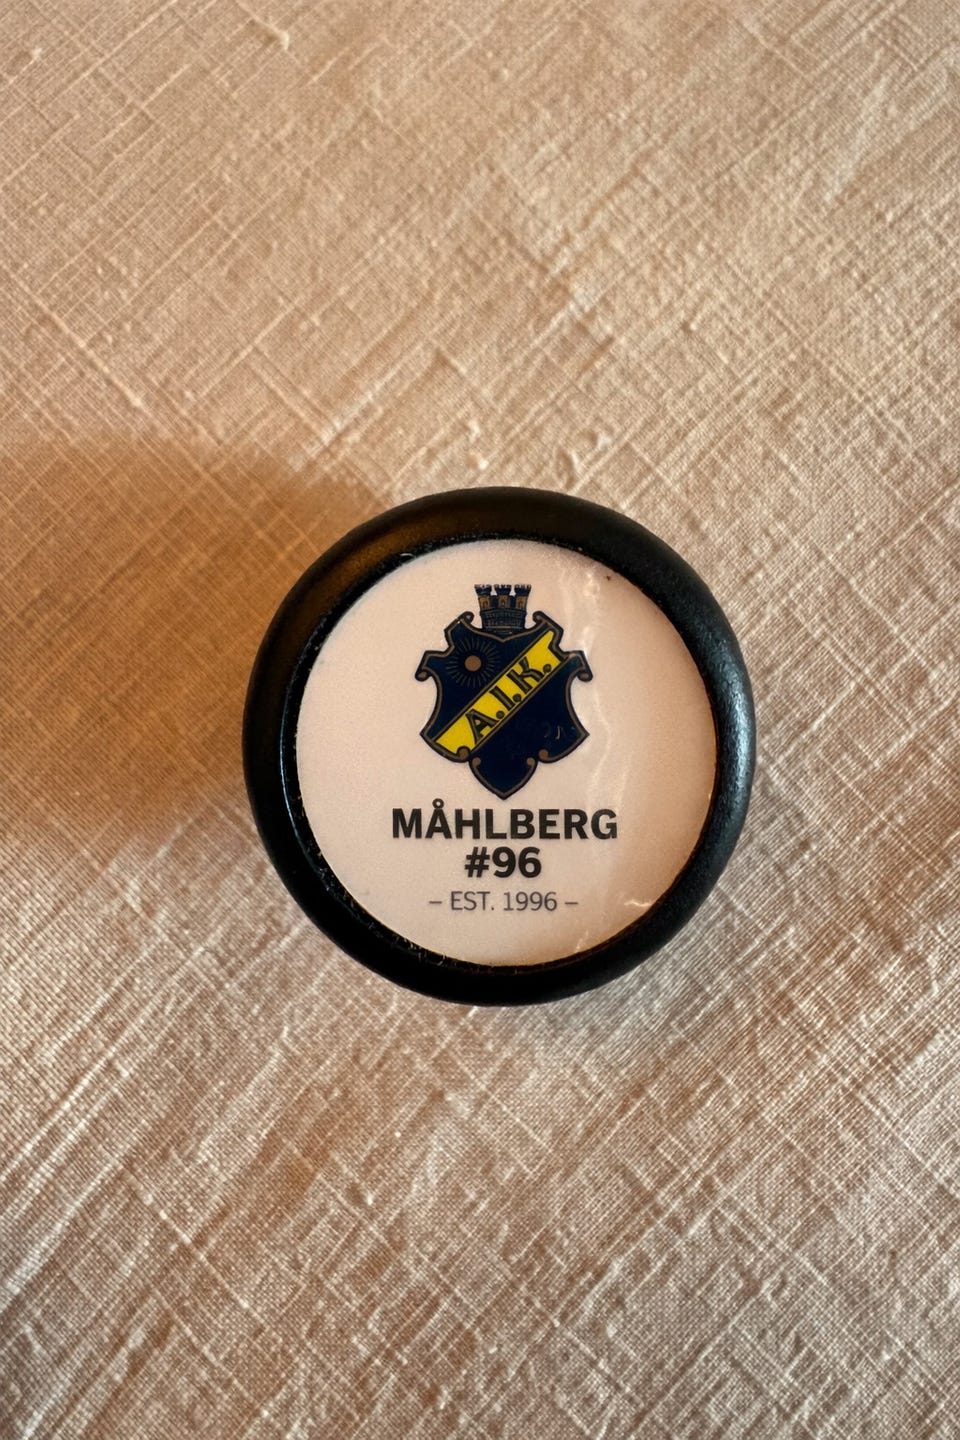 A.I.K.
MÅHLBERG
#96
– EST. 1996 –